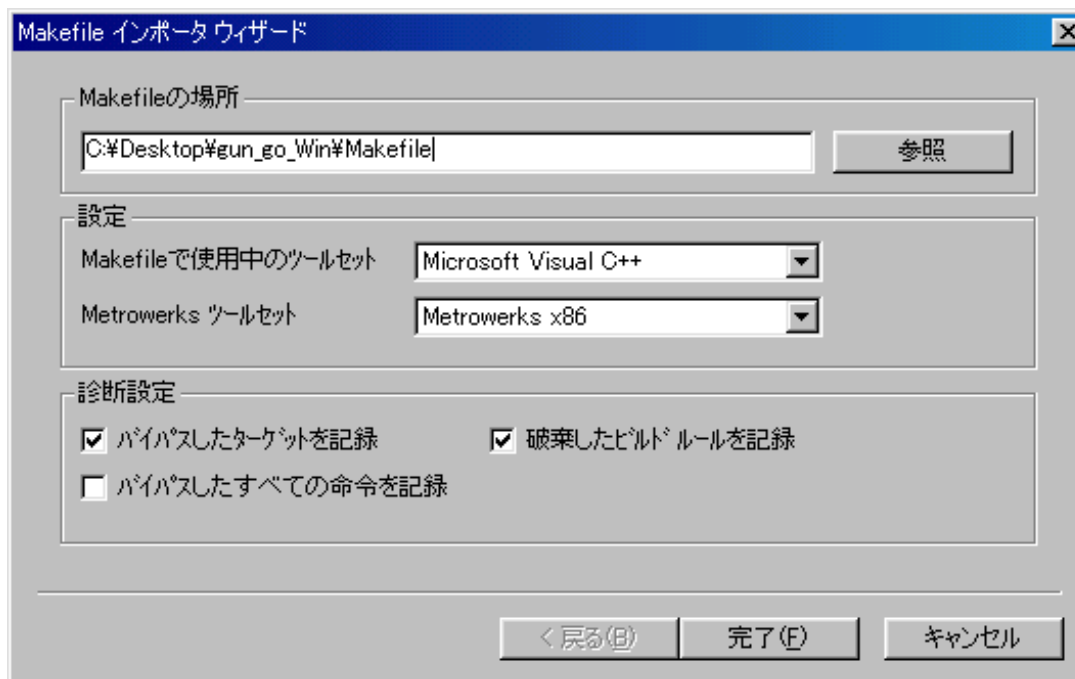 Makefile インポータ ウィザード
Makefileの場所
C:¥Desktop¥gun_go_Win¥Makefile
参照
設定
Makefileで使用中のツールセット
Microsoft Visual C++
Metrowerks ツールセット
Metrowerks x86
診断設定
バイパスしたターゲットを記録
破棄したビルド ルールを記録
バイパスしたすべての命令を記録
< 戻る(B)
完了(F)
キャンセル